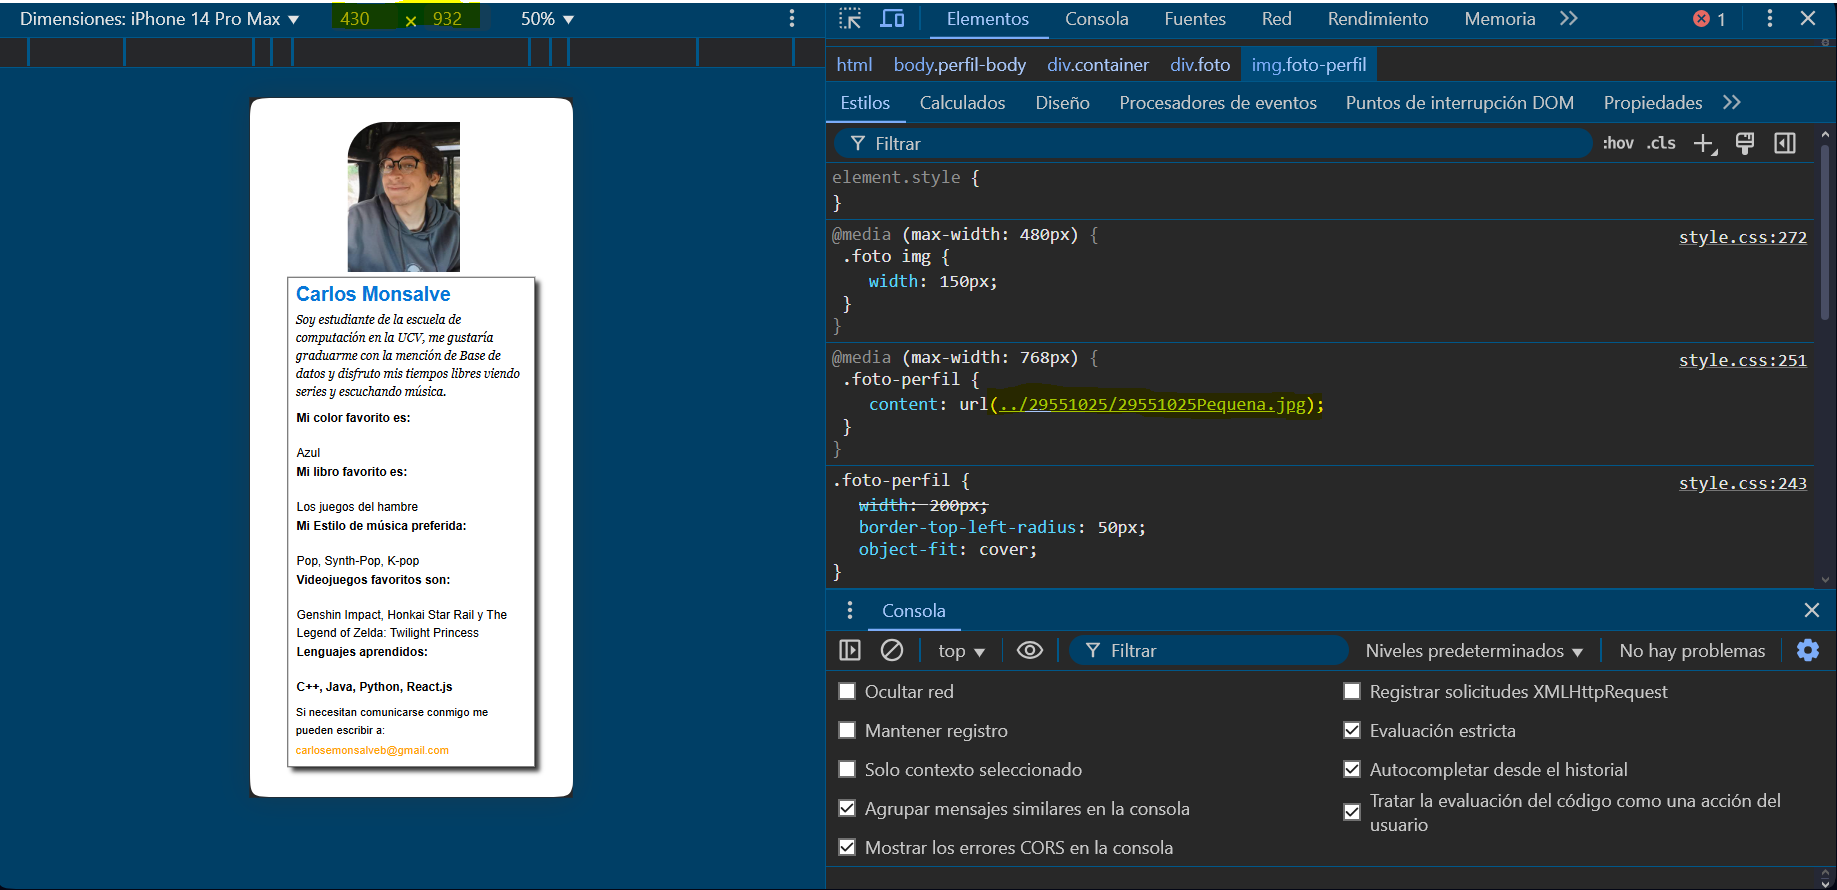 Dimensiones: iPhone 14 Pro Max ▼ 430 × 932 50% ▼
Elementos Consola Fuentes Red Rendimiento Memoria 1
html body.perfil-body div.container div.foto img.foto-perfil
Estilos Calculados Diseño Procesadores de eventos Puntos de interrupción DOM Propiedades
Filtrar :hov .cls
element.style {
}
@media (max-width: 480px) { style.css:272
.foto img {
width: 150px;
}
}
@media (max-width: 768px) { style.css:251
.foto-perfil {
content: url(../29551025/29551025Pequena.jpg);
}
}
.foto-perfil { style.css:243
width: 200px;
border-top-left-radius: 50px;
object-fit: cover;
}
Carlos Monsalve
Soy estudiante de la escuela de
computación en la UCV, me gustaría
graduarme con la mención de Base de
datos y disfruto mis tiempos libres viendo
series y escuchando música.
Mi color favorito es:
Azul
Mi libro favorito es:
Los juegos del hambre
Mi Estilo de música preferida:
Pop, Synth-Pop, K-pop
Videojuegos favoritos son:
Genshin Impact, Honkai Star Rail y The
Legend of Zelda: Twilight Princess
Lenguajes aprendidos:
C++, Java, Python, React.js
Si necesitan comunicarse conmigo me
pueden escribir a:
carlosemonsalveb@gmail.com
Consola
top ▼ Filtrar Niveles predeterminados ▼ No hay problemas
Ocultar red
Mantener registro
Solo contexto seleccionado
Agrupar mensajes similares en la consola
Mostrar los errores CORS en la consola
Registrar solicitudes XMLHttpRequest
Evaluación estricta
Autocompletar desde el historial
Tratar la evaluación del código como una acción del
usuario